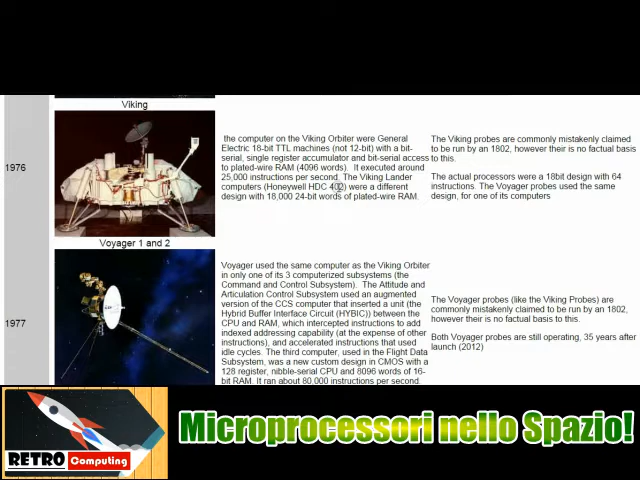 Viking
1976
the computer on the Viking Orbiter were General
Electric 18-bit TTL machines (not 12-bit) with a bit-
serial, single register accumulator and bit-serial access
to plated-wire RAM (4096 words). It executed around
25,000 instructions per second. The Viking Lander
computers (Honeywell HDC 402) were a different
design with 18,000 24-bit words of plated-wire RAM.
The Viking probes are commonly mistakenly claimed
to be run by an 1802, however their is no factual basis
to this.
The actual processors were a 18bit design with 64
instructions. The Voyager probes used the same
design, for one of its computers
Voyager 1 and 2
1977
Voyager used the same computer as the Viking Orbiter
in only one of its 3 computerized subsystems (the
Command and Control Subsystem). The Attitude and
Articulation Control Subsystem used an augmented
version of the CCS computer that inserted a unit (the
Hybrid Buffer Interface Circuit (HYBIC)) between the
CPU and RAM, which intercepted instructions to add
indexed addressing capability (at the expense of other
instructions), and accelerated instructions that used
idle cycles. The third computer, used in the Flight Data
Subsystem, was a new custom design in CMOS with a
128 register, nibble-serial CPU and 8096 words of 16-
bit RAM. It ran about 80,000 instructions per second.
The Voyager probes (like the Viking Probes) are
commonly mistakenly claimed to be run by an 1802,
however their is no factual basis to this.
Both Voyager probes are still operating, 35 years after
launch (2012)
RETRO Computing
Microprocessori nello Spazio!